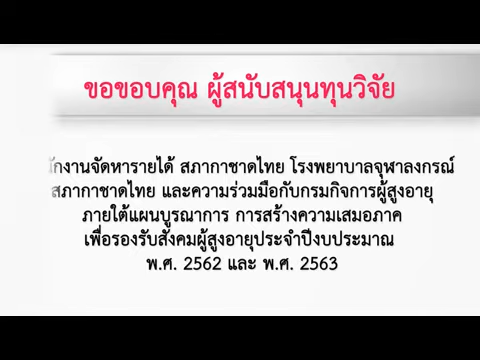 ขอขอบคุณ ผู้สนับสนุนทุนวิจัย
นักงานจัดหารายได้ สภากาชาดไทย โรงพยาบาลจุฬาลงกรณ์
สภากาชาดไทย และความร่วมมือกับกรมกิจการผู้สูงอายุ
ภายใต้แผนบูรณาการ การสร้างความเสมอภาค
เพื่อรองรับสังคมผู้สูงอายุประจำปีงบประมาณ
พ.ศ. 2562 และ พ.ศ. 2563